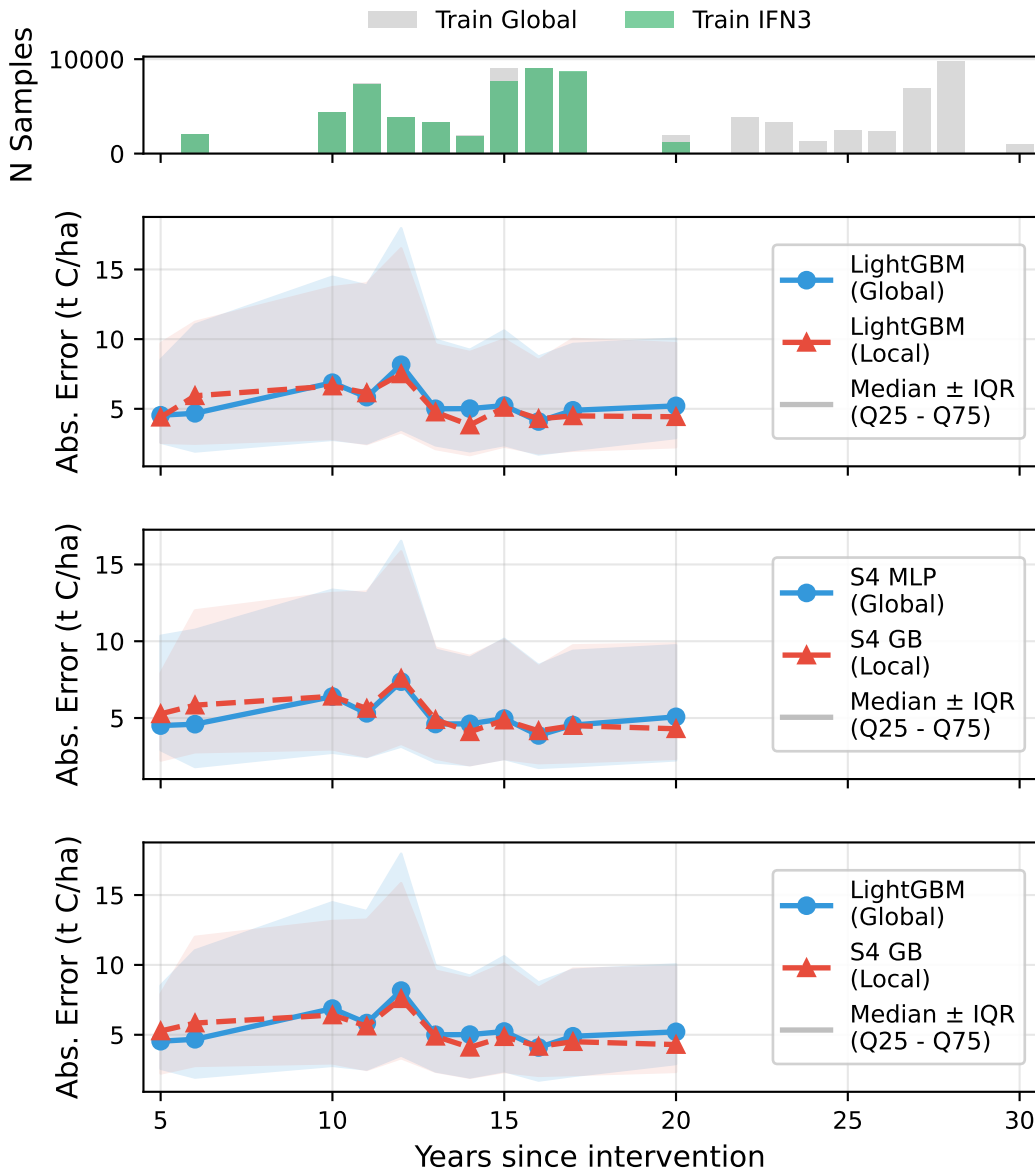 Train Global
Train IFN3
N Samples
10000
0
Abs. Error (t C/ha)
15
10
5
LightGBM
(Global)
LightGBM
(Local)
Median ± IQR
(Q25 - Q75)
Abs. Error (t C/ha)
15
10
5
S4 MLP
(Global)
S4 GB
(Local)
Median ± IQR
(Q25 - Q75)
Abs. Error (t C/ha)
15
10
5
LightGBM
(Global)
S4 GB
(Local)
Median ± IQR
(Q25 - Q75)
5
10
15
20
25
30
Years since intervention